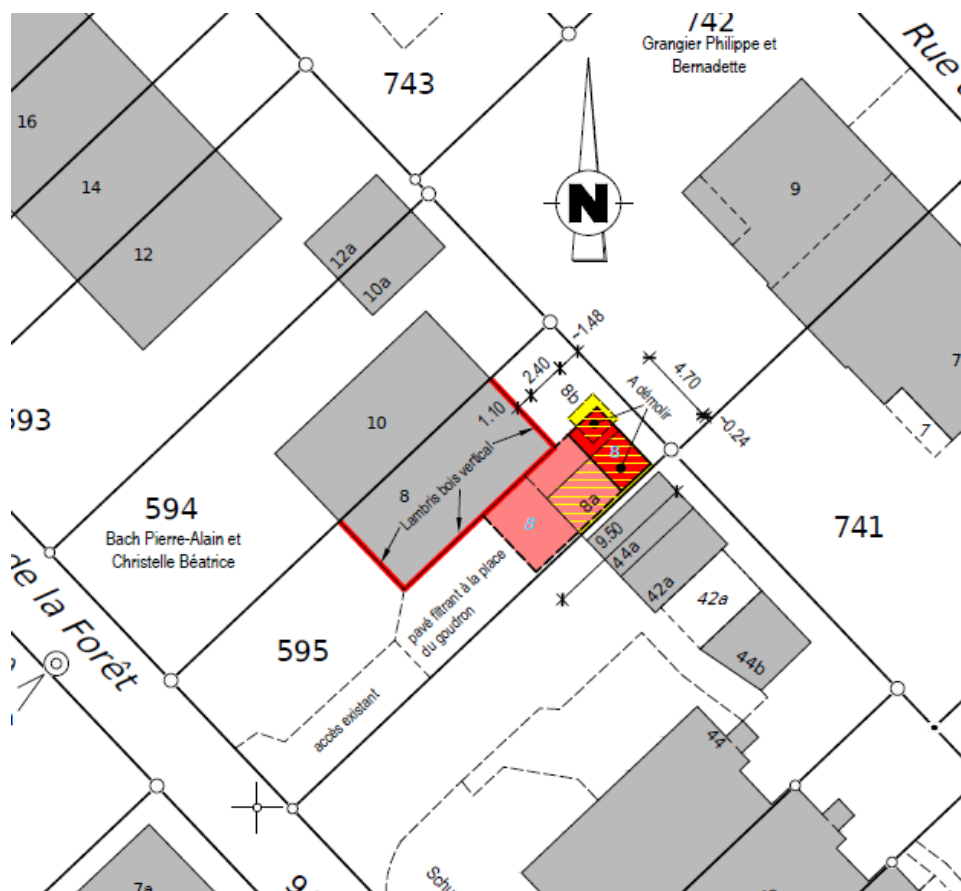 742
Grangier Philippe et
Bernadette
743
16
14
12
12a
10a
N
9
7
1
~1.48
2.40
1.10
8b
A démolir
4.70
~0.24
10
8
Lambris bois vertical
8
8
8a
593
594
Bach Pierre-Alain et
Christelle Béatrice
9.50
44a
42a
42a
44b
741
de la Forêt
595
pavé filtrant à la place
du goudron
accès existant
44
7a